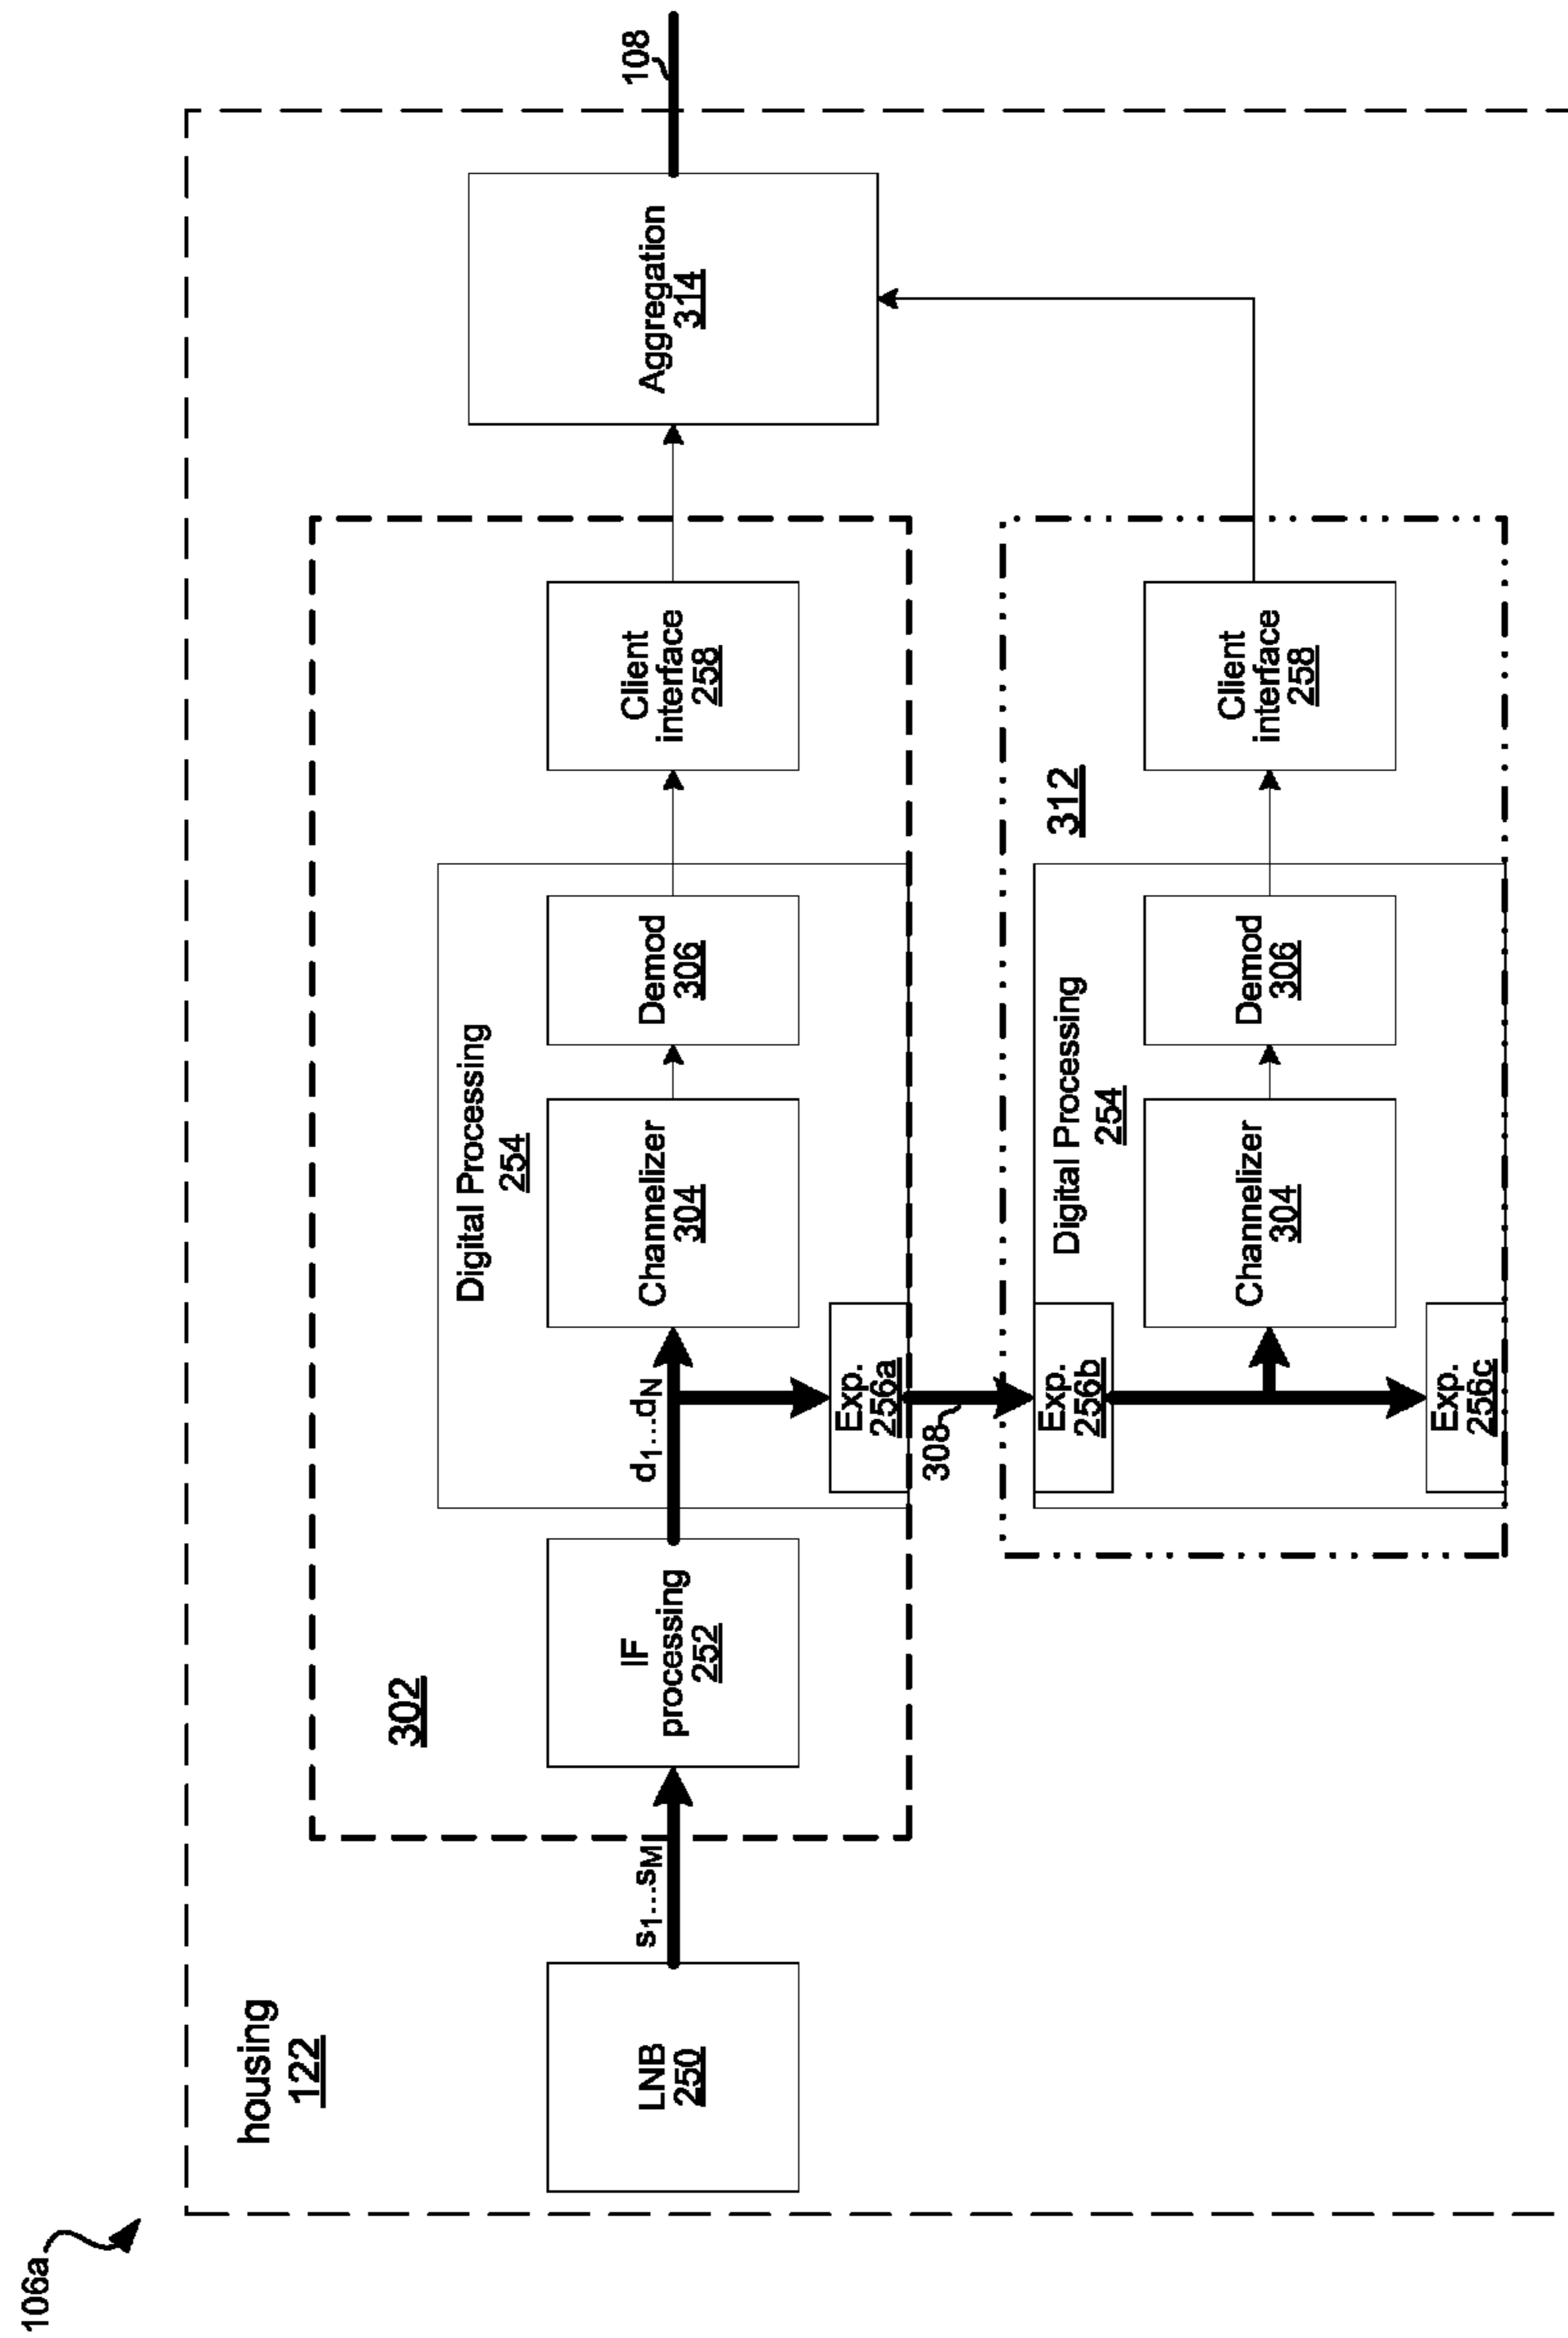 106a
housing
122
LNB
250
s1...sM
302
IF
processing
252
d1...dN
Digital Processing
254
Channelizer
304
Demod
306
Client
interface
258
Aggregation
314
108
Exp.
256a
308
312
Exp.
256b
Digital Processing
254
Channelizer
304
Demod
306
Client
interface
258
Exp.
256c